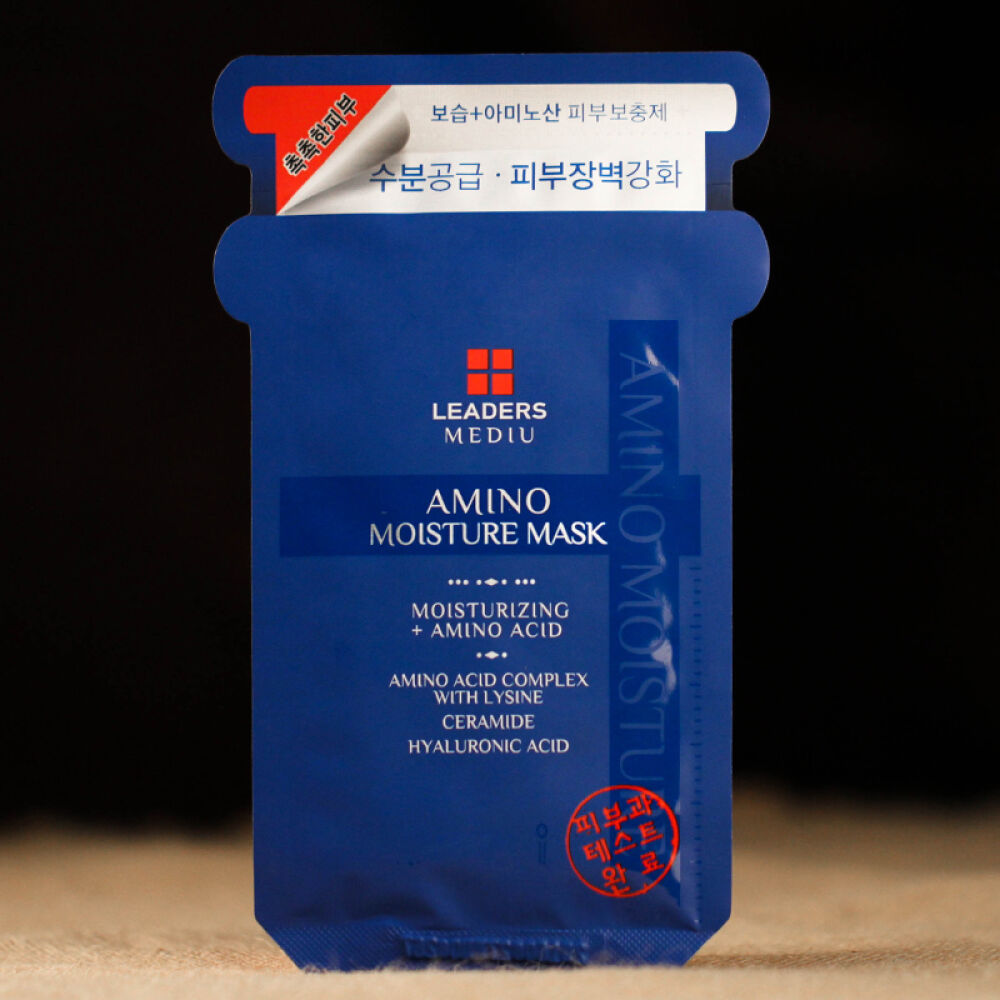 촉촉한피부
보습+아미노산 피부보충제
수분공급 · 피부장벽강화
LEADERS
MEDIU
AMINO
MOISTURE MASK
MOISTURIZING
+ AMINO ACID
AMINO ACID COMPLEX
WITH LYSINE
CERAMIDE
HYALURONIC ACID
AMINO MOISTURE
피부과
테스트
완료